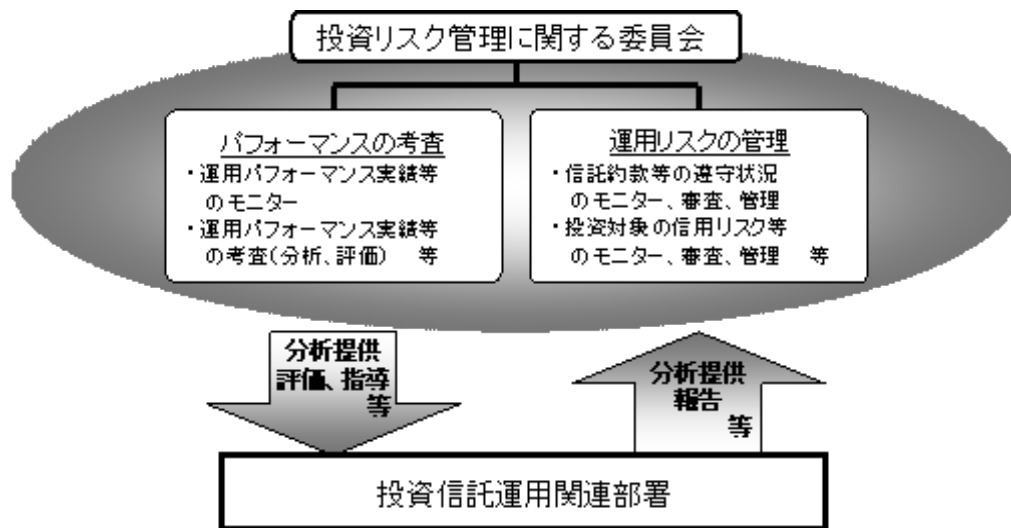 投資リスク管理に関する委員会
パフォーマンスの考査
・運用パフォーマンス実績等
のモニター
・運用パフォーマンス実績等
の考査(分析、評価) 等
運用リスクの管理
・信託約款等の遵守状況
のモニター、審査、管理
・投資対象の信用リスク等
のモニター、審査、管理 等
分析提供
評価、指導
等
分析提供
報告
等
投資信託運用関連部署